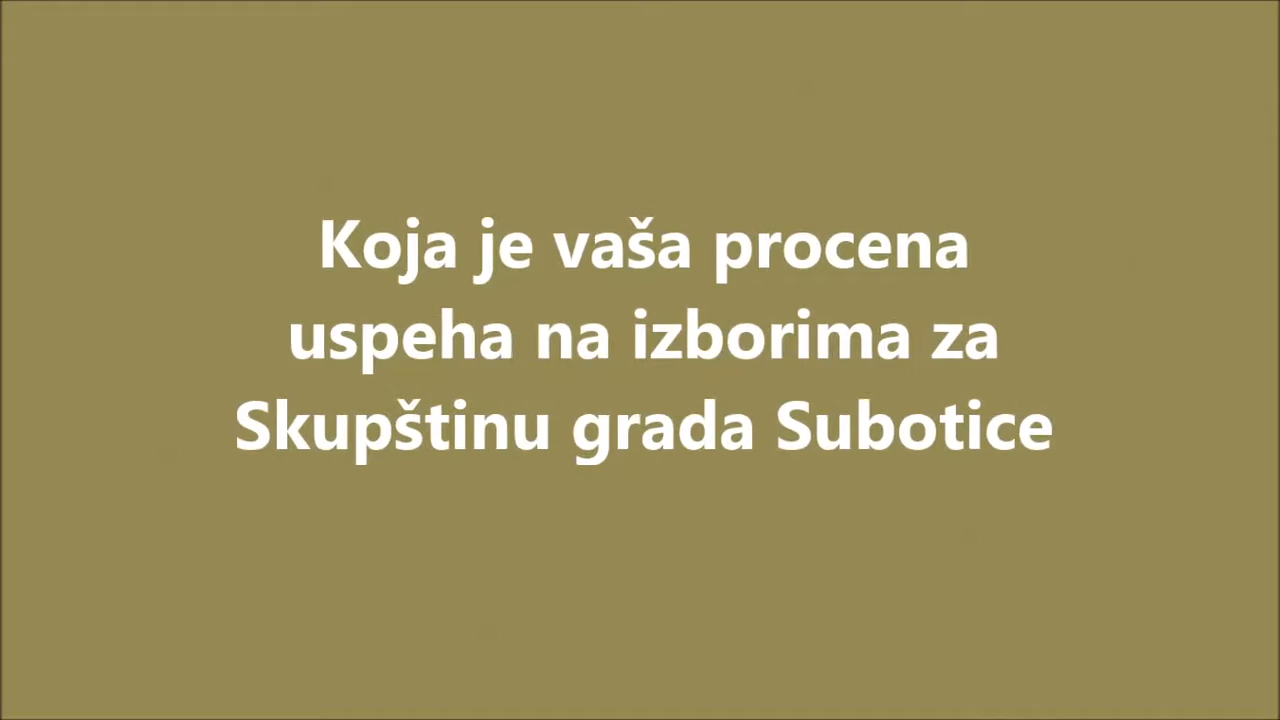 Koja je vaša procena
uspeha na izborima za
Skupštinu grada Subotice